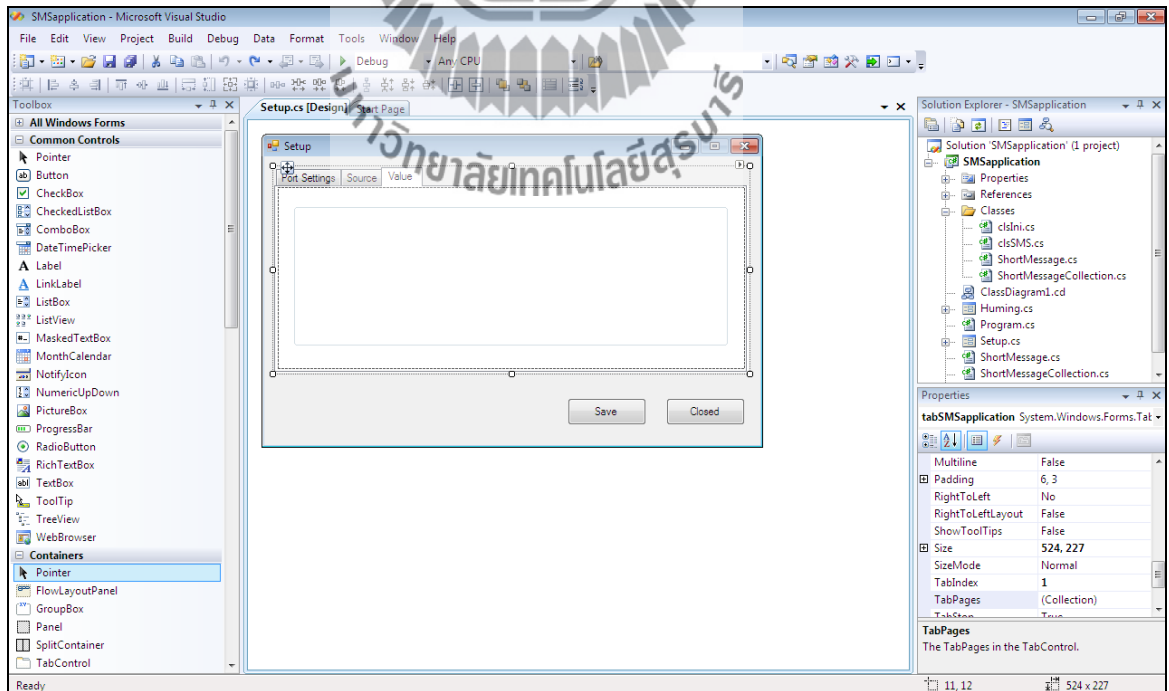 SMSapplication - Microsoft Visual Studio
File Edit View Project Build Debug Data Format Tools Window Help
Debug Any CPU
Toolbox
All Windows Forms
Common Controls
Pointer
Button
CheckBox
CheckedListBox
ComboBox
DateTimePicker
Label
LinkLabel
ListBox
ListView
MaskedTextBox
MonthCalendar
NotifyIcon
NumericUpDown
PictureBox
ProgressBar
RadioButton
RichTextBox
TextBox
ToolTip
TreeView
WebBrowser
Containers
Pointer
FlowLayoutPanel
GroupBox
Panel
SplitContainer
TabControl
Setup.cs [Design] Start Page
Setup
Port Settings Source Value
Save Closed
มหาวิทยาลัยเทคโนโลยีสุรนารี
Solution Explorer - SMSapplication
Solution 'SMSapplication' (1 project)
SMSapplication
Properties
References
Classes
clsIni.cs
clsSMS.cs
ShortMessage.cs
ShortMessageCollection.cs
ClassDiagram1.cd
Huming.cs
Program.cs
Setup.cs
ShortMessage.cs
ShortMessageCollection.cs
Properties
tabSMSapplication System.Windows.Forms.Tat
Multiline False
Padding 6, 3
RightToLeft No
RightToLeftLayout False
ShowToolTips False
Size 524, 227
SizeMode Normal
TabIndex 1
TabPages (Collection)
TabStop True
TabPages
The TabPages in the TabControl.
Ready 11, 12 524 x 227